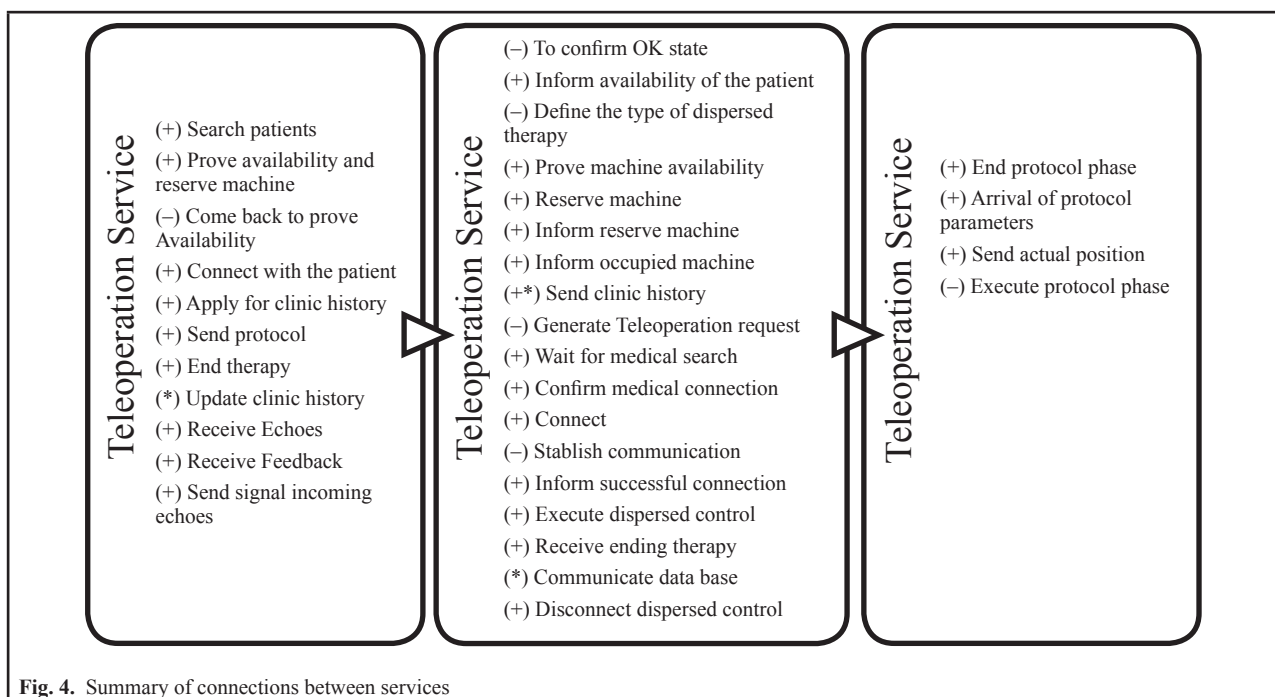 Teleoperation Service
(+) Search patients
(+) Prove availability and
reserve machine
(–) Come back to prove
Availability
(+) Connect with the patient
(+) Apply for clinic history
(+) Send protocol
(+) End therapy
(*) Update clinic history
(+) Receive Echoes
(+) Receive Feedback
(+) Send signal incoming
echoes
Teleoperation Service
(–) To confirm OK state
(+) Inform availability of the patient
(–) Define the type of dispersed
therapy
(+) Prove machine availability
(+) Reserve machine
(+) Inform reserve machine
(+) Inform occupied machine
(+*) Send clinic history
(–) Generate Teleoperation request
(+) Wait for medical search
(+) Confirm medical connection
(+) Connect
(–) Stablish communication
(+) Inform successful connection
(+) Execute dispersed control
(+) Receive ending therapy
(*) Communicate data base
(+) Disconnect dispersed control
Teleoperation Service
(+) End protocol phase
(+) Arrival of protocol
parameters
(+) Send actual position
(–) Execute protocol phase
Fig. 4. Summary of connections between services